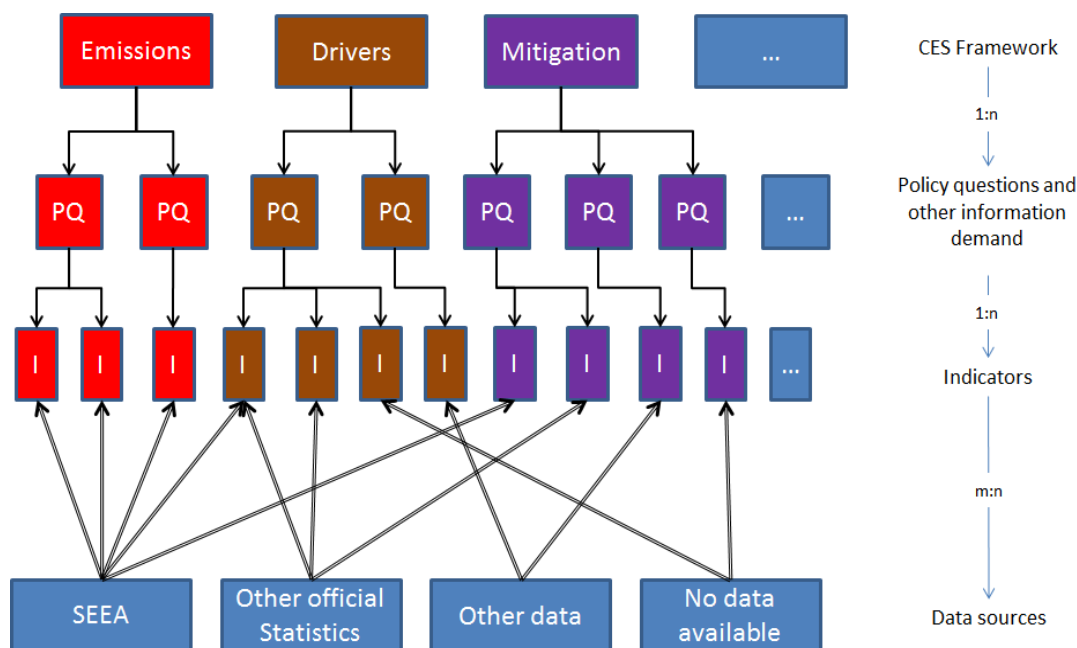 Emissions
Drivers
Mitigation
...
CES Framework
1:n
PQ
PQ
PQ
PQ
PQ
PQ
PQ
...
Policy questions and
other information
demand
1:n
I
I
I
I
I
I
I
I
I
I
I
...
Indicators
m:n
SEEA
Other official
Statistics
Other data
No data
available
Data sources